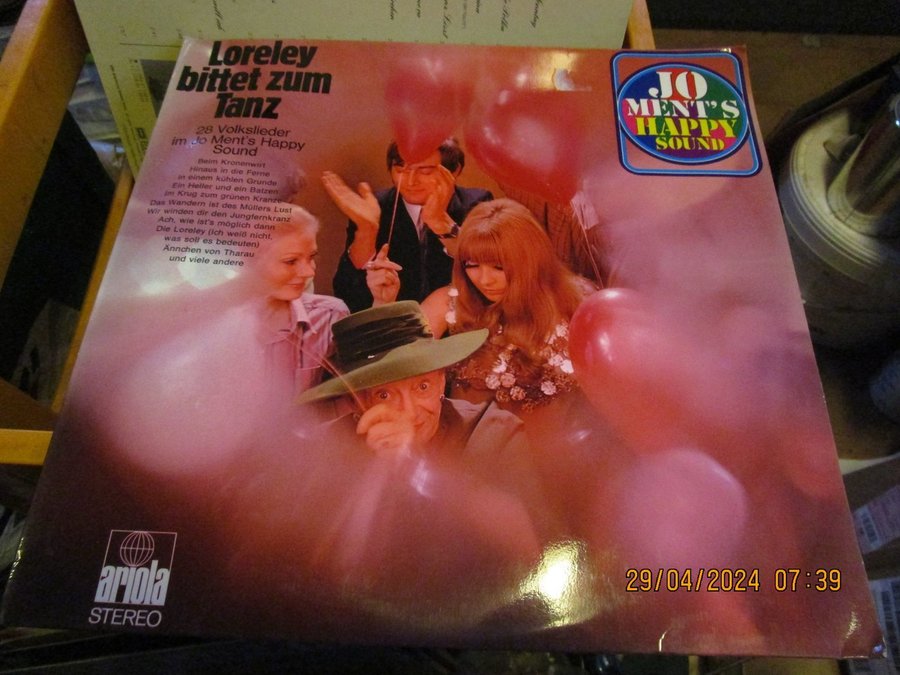 Loreley
bittet zum
Tanz
28 Volkslieder
im Jo Ment's Happy
Sound
Beim Kronenwirt
Hinaus in die Ferne
in einem kühlen Grunde
Ein Heller und ein Batzen
im Krug zum grünen Kranze
Das Wandern ist des Müllers Lust
Wir winden dir den Jungfernkranz
Ach, wie ist's möglich dann
Die Loreley (ich weiß nicht,
was soll es bedeuten)
Ännchen von Tharau
und viele andere
JO
MENT'S
HAPPY
SOUND
ariola
STEREO
29/04/2024 07:39